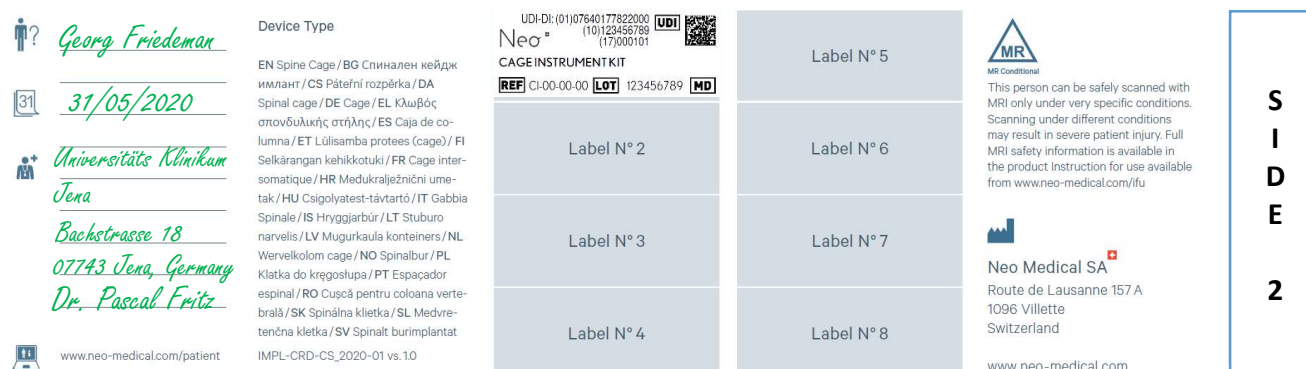 Georg Friedeman
31
31/05/2020
Universitäts Klinikum
Jena
Bachstrasse 18
07743 Jena, Germany
Dr. Pascal Fritz
www.neo-medical.com/patient
Device Type
EN Spine Cage / BG Спинален кейдж
имлант / CS Páteřní rozpěrka / DA
Spinal cage / DE Cage / EL Κλωβός
σπονδυλικής στήλης / ES Caja de co-
lumna / ET Lülisamba protees (cage) / FI
Selkärangan kehikkotuki / FR Cage inter-
somatique / HR Međukralježnični ume-
tak / HU Csigolyatest-távtartó / IT Gabbia
Spinale / IS Hryggjarbúr / LT Stuburo
narvelis / LV Mugurkaula konteiners / NL
Wervelkolom cage / NO Spinalbur / PL
Klatka do kręgosłupa / PT Espaçador
espinal / RO Cușcă pentru coloana verte-
brală / SK Spinálna klietka / SL Medvre-
tenčna kletka / SV Spinalt burimplantat
IMPL-CRD-CS_2020-01 vs. 1.0
UDI-DI: (01)07640177822000 UDI
(10)123456789
(17)000101
Neo
CAGE INSTRUMENT KIT
REF CI-00-00-00 LOT 123456789 MD
Label N° 2
Label N° 3
Label N° 4
Label N° 5
Label N° 6
Label N° 7
Label N° 8
MR
MR Conditional
This person can be safely scanned with
MRI only under very specific conditions.
Scanning under different conditions
may result in severe patient injury. Full
MRI safety information is available in
the product Instruction for use available
from www.neo-medical.com/ifu
Neo Medical SA
Route de Lausanne 157 A
1096 Villette
Switzerland
www.neo-medical.com
SIDE 2